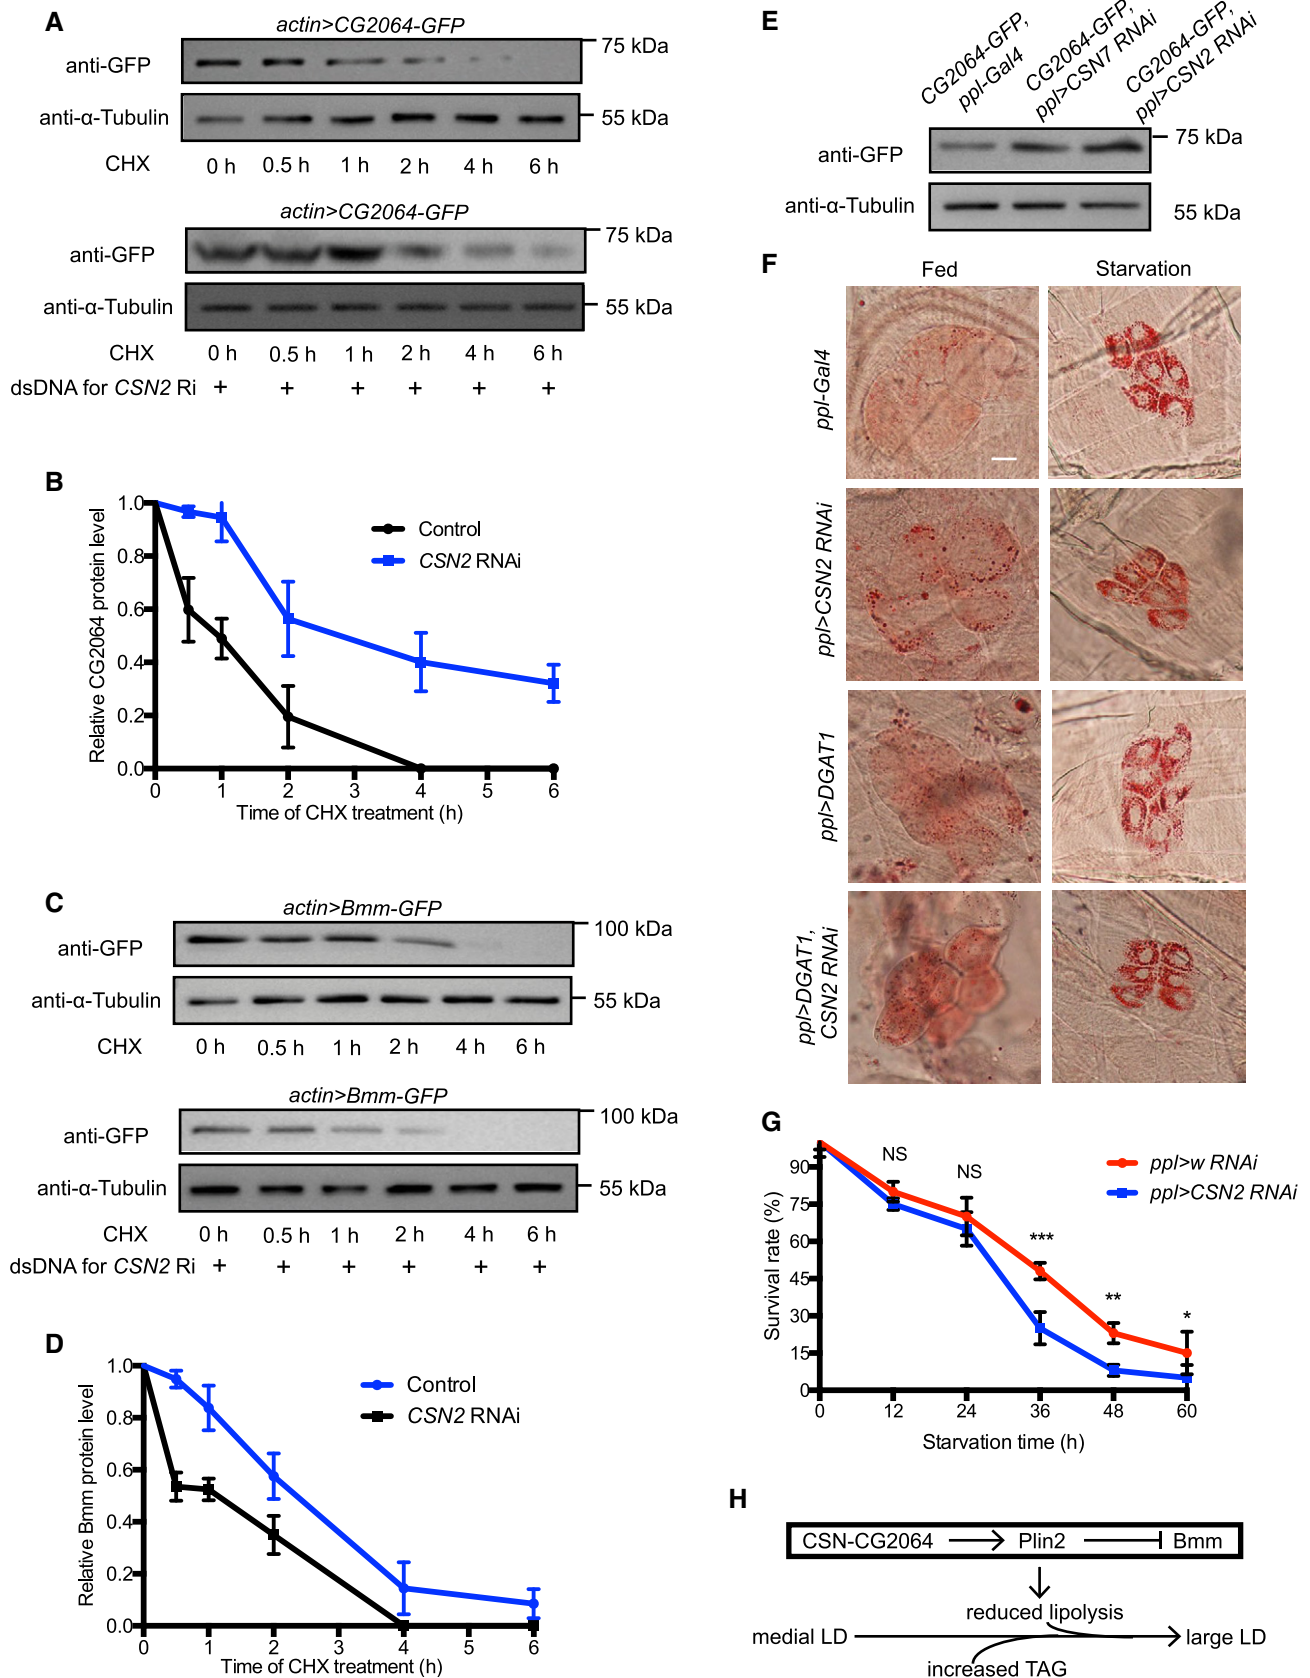 A
actin>CG2064-GFP
anti-GFP
75 kDa
anti-α-Tubulin
55 kDa
CHX 0 h 0.5 h 1 h 2 h 4 h 6 h
actin>CG2064-GFP
anti-GFP
75 kDa
anti-α-Tubulin
55 kDa
CHX 0 h 0.5 h 1 h 2 h 4 h 6 h
dsDNA for CSN2 Ri + + + + + +
B
Relative CG2064 protein level
1.0
0.8
0.6
0.4
0.2
0.0
0 1 2 3 4 5 6
Time of CHX treatment (h)
Control
CSN2 RNAi
C
actin>Bmm-GFP
anti-GFP
100 kDa
anti-α-Tubulin
55 kDa
CHX 0 h 0.5 h 1 h 2 h 4 h 6 h
actin>Bmm-GFP
anti-GFP
100 kDa
anti-α-Tubulin
55 kDa
CHX 0 h 0.5 h 1 h 2 h 4 h 6 h
dsDNA for CSN2 Ri + + + + + +
D
Relative Bmm protein level
1.0
0.8
0.6
0.4
0.2
0.0
0 1 2 3 4 5 6
Time of CHX treatment (h)
Control
CSN2 RNAi
E
CG2064-GFP,
ppl-Gal4
CG2064-GFP,
ppl>CSN7 RNAi
CG2064-GFP,
ppl>CSN2 RNAi
anti-GFP
75 kDa
anti-α-Tubulin
55 kDa
F
Fed Starvation
ppl-Gal4
ppl>CSN2 RNAi
ppl>DGAT1
ppl>DGAT1,
CSN2 RNAi
G
Survival rate (%)
90
75
60
45
30
15
0
0 12 24 36 48 60
Starvation time (h)
NS
NS
***
**
*
ppl>w RNAi
ppl>CSN2 RNAi
H
CSN-CG2064 Plin2 Bmm
reduced lipolysis
medial LD large LD
increased TAG